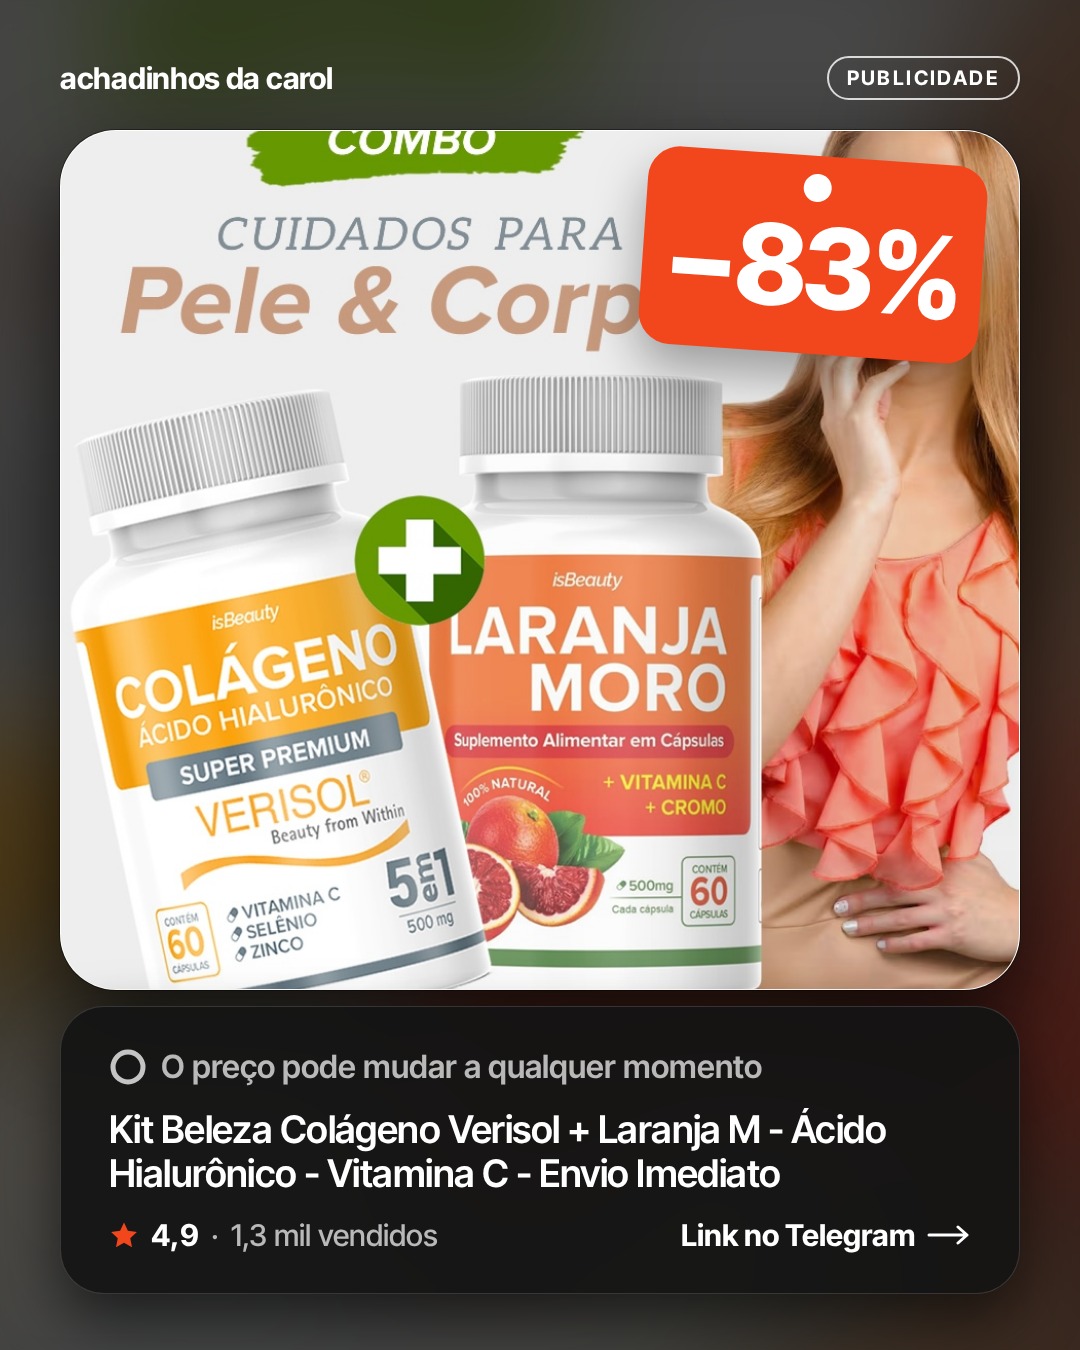 achadinhos da carol
PUBLICIDADE
COMBO
CUIDADOS PARA
Pele & Corp
-83%
isBeauty
COLÁGENO
ÁCIDO HIALURÔNICO
SUPER PREMIUM
VERISOL®
Beauty from Within
5 em 1
500 mg
CONTÉM
60
CÁPSULAS
VITAMINA C
SELÊNIO
ZINCO
isBeauty
LARANJA
MORO
Suplemento Alimentar em Cápsulas
100% NATURAL
+ VITAMINA C
+ CROMO
500mg
Cada cápsula
CONTÉM
60
CÁPSULAS
O preço pode mudar a qualquer momento
Kit Beleza Colágeno Verisol + Laranja M - Ácido
Hialurônico - Vitamina C - Envio Imediato
4,9 · 1,3 mil vendidos
Link no Telegram →